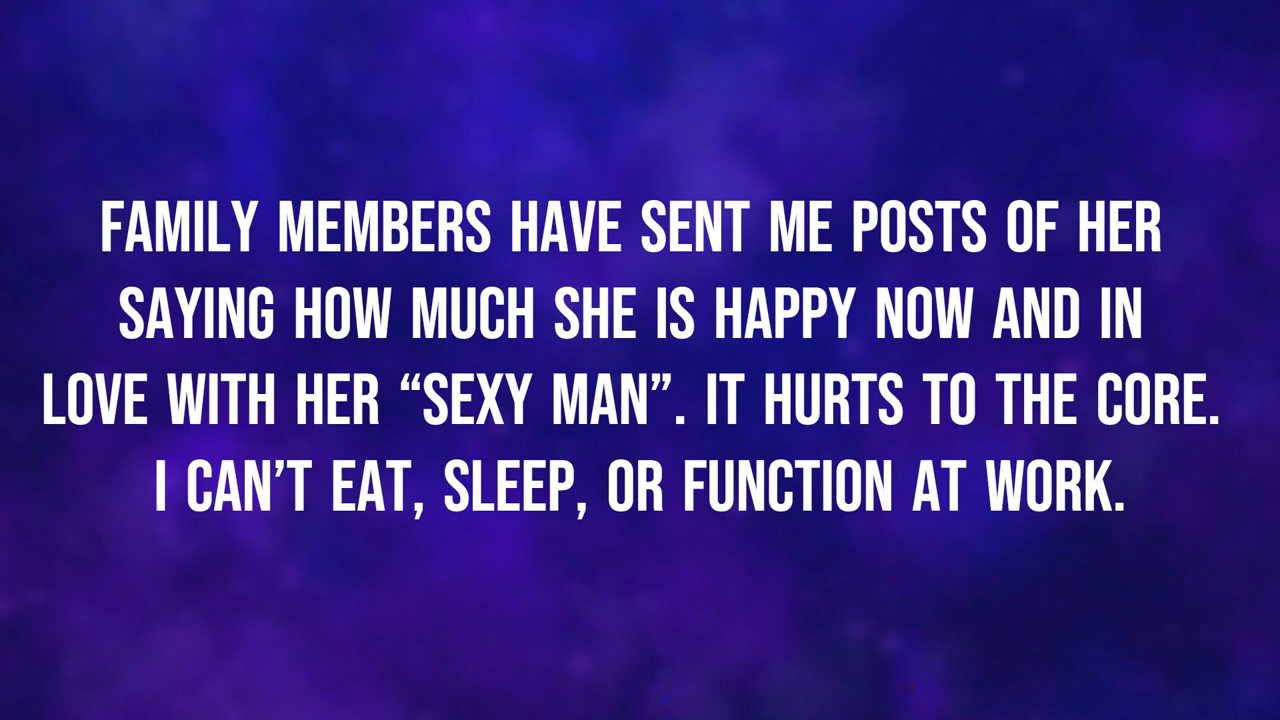 FAMILY MEMBERS HAVE SENT ME POSTS OF HER
SAYING HOW MUCH SHE IS HAPPY NOW AND IN
LOVE WITH HER “SEXY MAN”. IT HURTS TO THE CORE.
I CAN’T EAT, SLEEP, OR FUNCTION AT WORK.